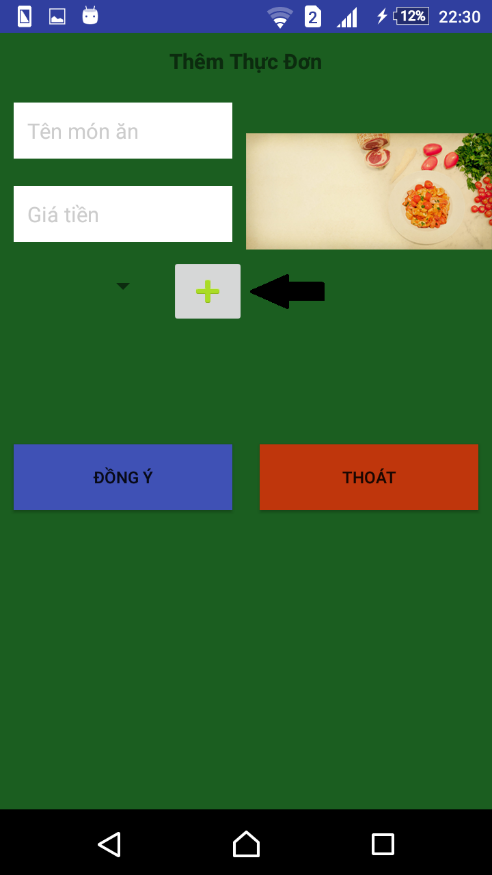 2 12% 22:30
Thêm Thực Đơn
Tên món ăn
Giá tiền
ĐỒNG Ý
THOÁT